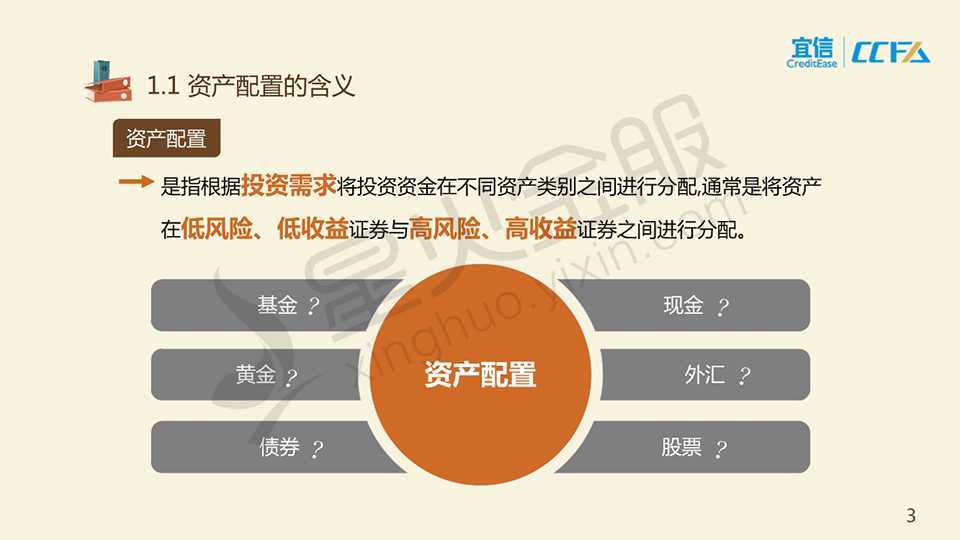 宜信
CreditEase
CCFA
1.1 资产配置的含义
资产配置
是指根据投资需求将投资资金在不同资产类别之间进行分配,通常是将资产
在低风险、低收益证券与高风险、高收益证券之间进行分配。
基金 ?
现金 ?
黄金 ?
资产配置
外汇 ?
债券 ?
股票 ?
星火金服
xinghuo.yixin.com
3